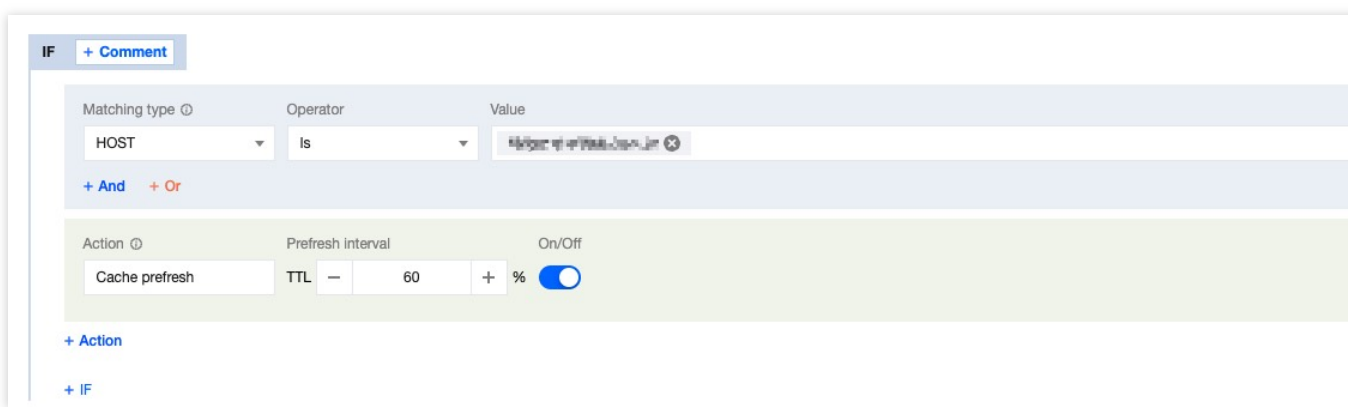 IF + Comment
Matching type Operator Value
HOST Is
+ And + Or
Action Prefresh interval On/Off
Cache prefresh TTL − 60 + %
+ Action
+ IF